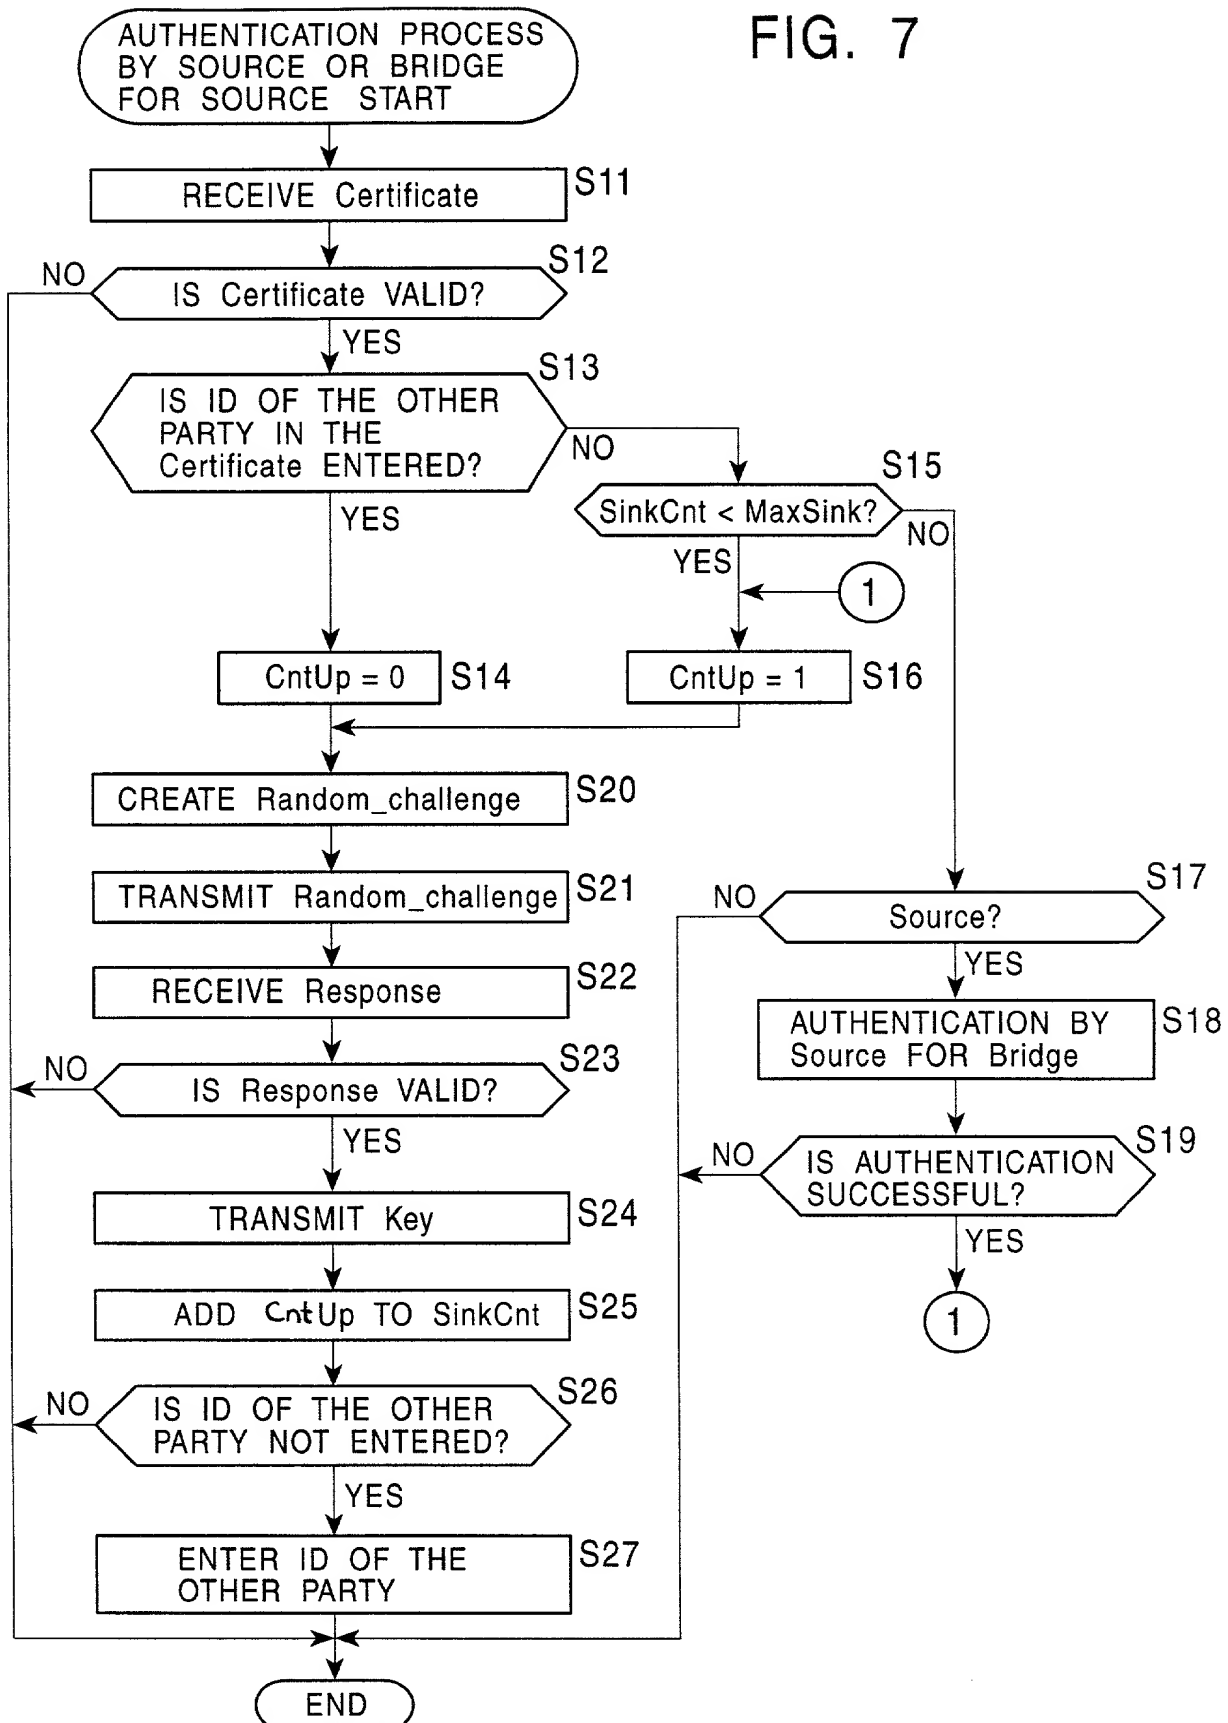 FIG. 7
AUTHENTICATION PROCESS
BY SOURCE OR BRIDGE
FOR SOURCE START
RECEIVE Certificate
S11
IS Certificate VALID?
S12
NO
YES
IS ID OF THE OTHER
PARTY IN THE
Certificate ENTERED?
S13
NO
YES
SinkCnt < MaxSink?
S15
NO
YES
1
CntUp = 0
S14
CntUp = 1
S16
CREATE Random_challenge
S20
TRANSMIT Random_challenge
S21
RECEIVE Response
S22
IS Response VALID?
S23
NO
YES
TRANSMIT Key
S24
ADD CntUp TO SinkCnt
S25
IS ID OF THE OTHER
PARTY NOT ENTERED?
S26
NO
YES
ENTER ID OF THE
OTHER PARTY
S27
END
Source?
S17
NO
YES
AUTHENTICATION BY
Source FOR Bridge
S18
IS AUTHENTICATION
SUCCESSFUL?
S19
NO
YES
1